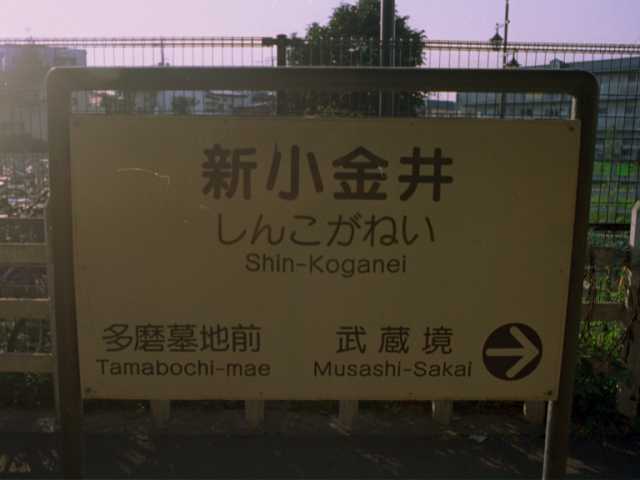 新小金井
しんこがねい
Shin-Koganei
多磨墓地前 武蔵境
Tamabochi-mae Musashi-Sakai